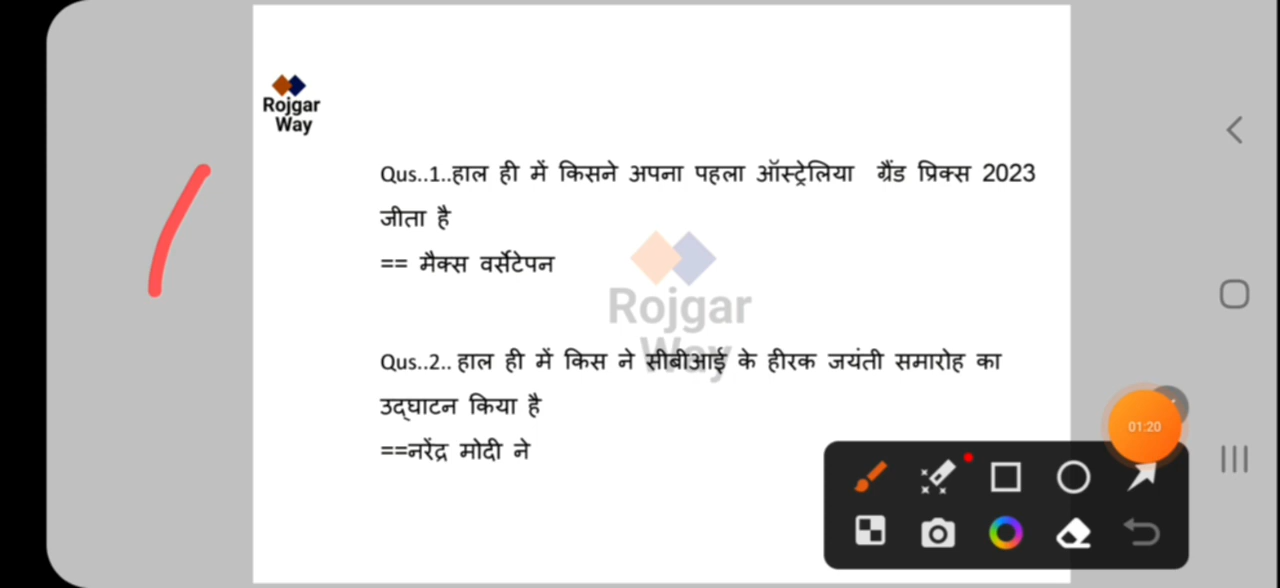 Rojgar
Way
Qus..1..हाल ही में किसने अपना पहला ऑस्ट्रेलिया ग्रैंड प्रिक्स 2023
जीता है
== मैक्स वर्सेटेपन
Rojgar
Way
Qus..2.. हाल ही में किस ने सीबीआई के हीरक जयंती समारोह का
उद्घाटन किया है
==नरेंद्र मोदी ने
01:20